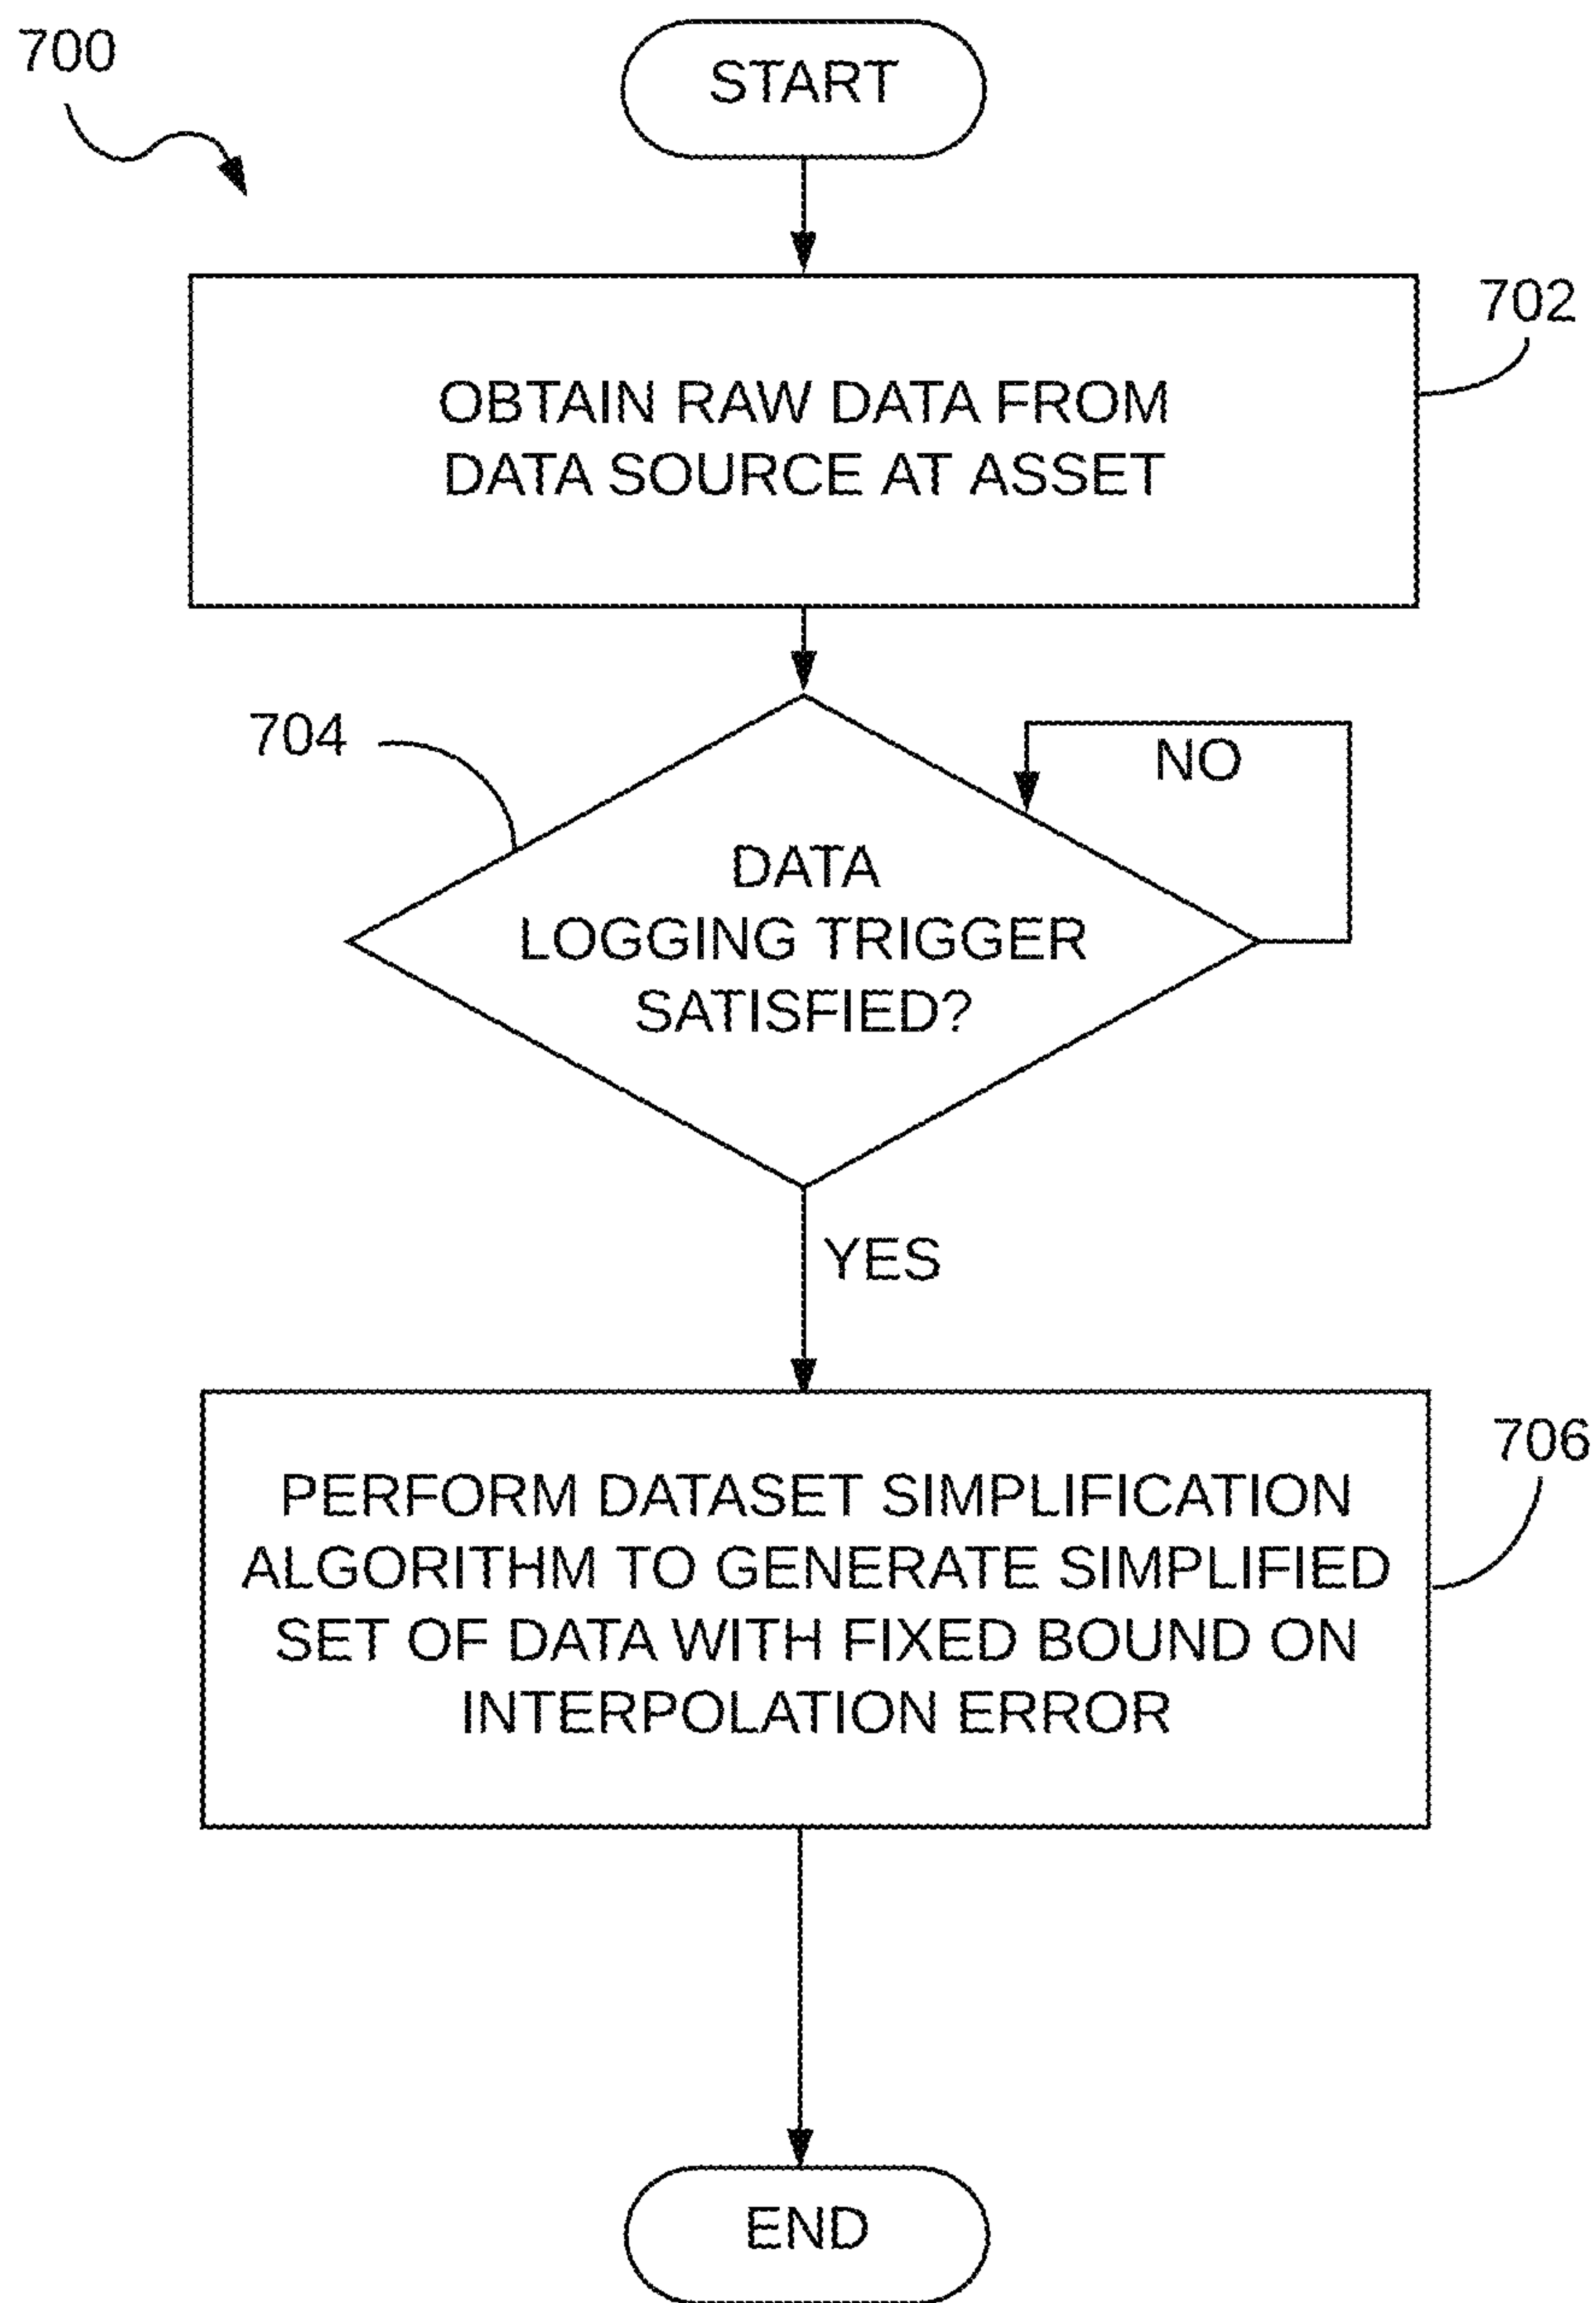 700
START
702
OBTAIN RAW DATA FROM
DATA SOURCE AT ASSET
704
NO
DATA
LOGGING TRIGGER
SATISFIED?
YES
706
PERFORM DATASET SIMPLIFICATION
ALGORITHM TO GENERATE SIMPLIFIED
SET OF DATA WITH FIXED BOUND ON
INTERPOLATION ERROR
END